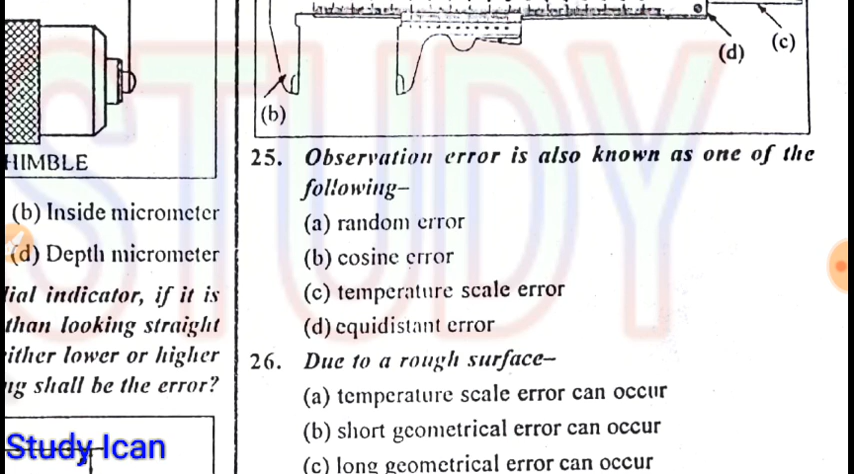 (d)
(c)
(b)
HIMBLE
(b) Inside micrometer
(d) Depth micrometer
dial indicator, if it is
than looking straight
either lower or higher
ng shall be the error?
Study Ican
25. Observation error is also known as one of the
following–
(a) random error
(b) cosine error
(c) temperature scale error
(d) equidistant error
26. Due to a rough surface–
(a) temperature scale error can occur
(b) short geometrical error can occur
(c) long geometrical error can occur
STUDY